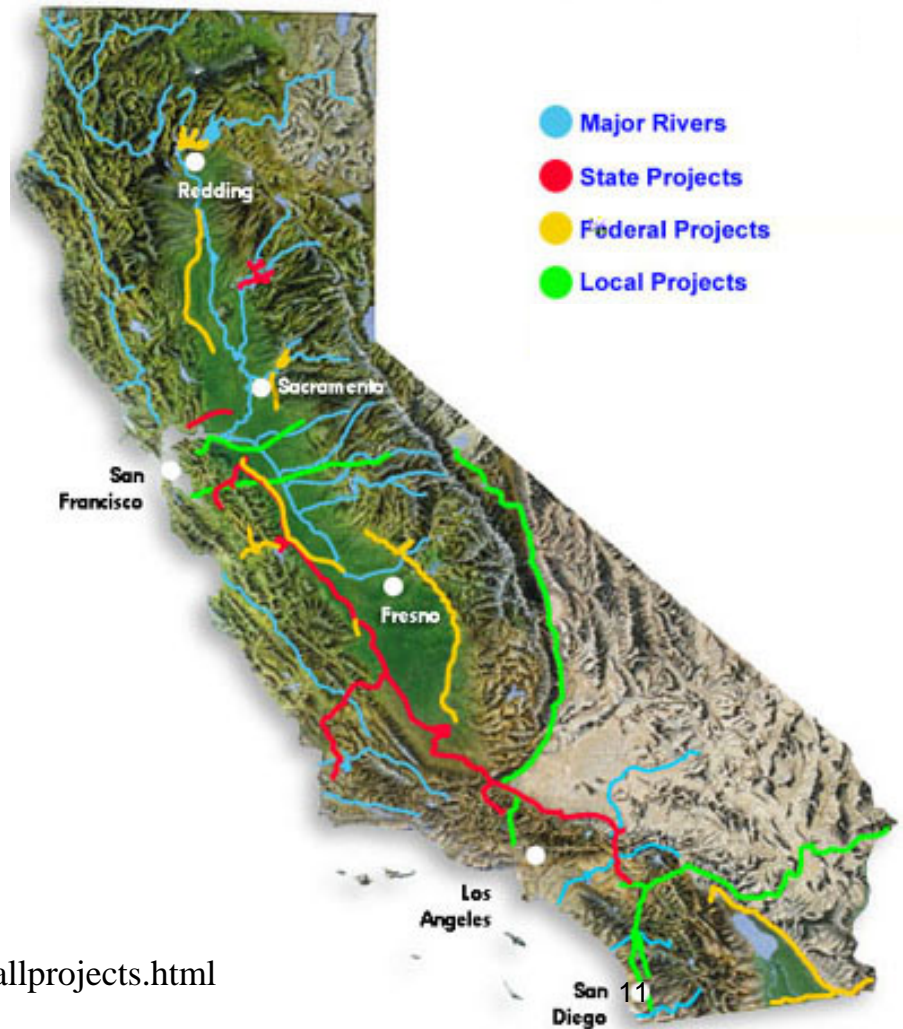 Major Rivers
State Projects
Federal Projects
Local Projects
Redding
Sacramento
San
Francisco
Fresno
Los
Angeles
allprojects.html
San
Diego
11